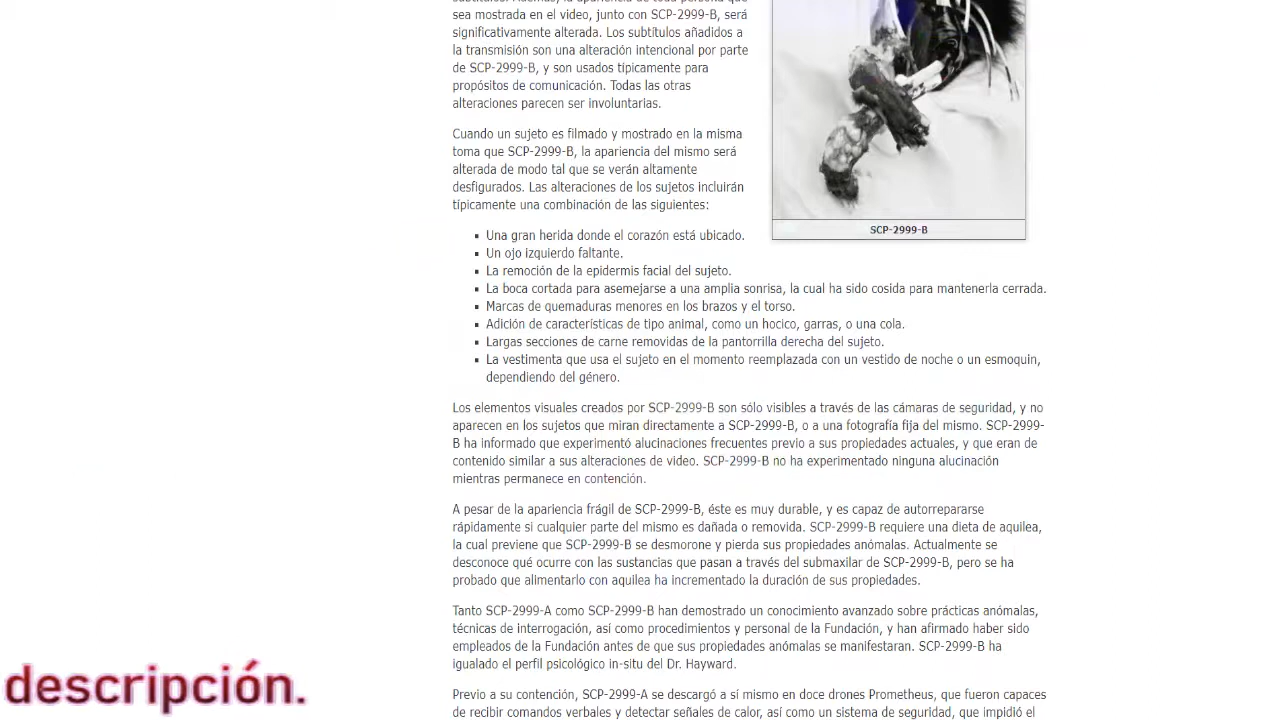 sea mostrada en el video, junto con SCP-2999-B, será
significativamente alterada. Los subtítulos añadidos a
la transmisión son una alteración intencional por parte
de SCP-2999-B, y son usados típicamente para
propósitos de comunicación. Todas las otras
alteraciones parecen ser involuntarias.
Cuando un sujeto es filmado y mostrado en la misma
toma que SCP-2999-B, la apariencia del mismo será
alterada de modo tal que se verán altamente
desfigurados. Las alteraciones de los sujetos incluirán
típicamente una combinación de las siguientes:
SCP-2999-B
Una gran herida donde el corazón está ubicado.
Un ojo izquierdo faltante.
La remoción de la epidermis facial del sujeto.
La boca cortada para asemejarse a una amplia sonrisa, la cual ha sido cosida para mantenerla cerrada.
Marcas de quemaduras menores en los brazos y el torso.
Adición de características de tipo animal, como un hocico, garras, o una cola.
Largas secciones de carne removidas de la pantorrilla derecha del sujeto.
La vestimenta que usa el sujeto en el momento reemplazada con un vestido de noche o un esmoquin,
dependiendo del género.
Los elementos visuales creados por SCP-2999-B son sólo visibles a través de las cámaras de seguridad, y no
aparecen en los sujetos que miran directamente a SCP-2999-B, o a una fotografía fija del mismo. SCP-2999-
B ha informado que experimentó alucinaciones frecuentes previo a sus propiedades actuales, y que eran de
contenido similar a sus alteraciones de video. SCP-2999-B no ha experimentado ninguna alucinación
mientras permanece en contención.
A pesar de la apariencia frágil de SCP-2999-B, éste es muy durable, y es capaz de autorrepararse
rápidamente si cualquier parte del mismo es dañada o removida. SCP-2999-B requiere una dieta de aquilea,
la cual previene que SCP-2999-B se desmorone y pierda sus propiedades anómalas. Actualmente se
desconoce qué ocurre con las sustancias que pasan a través del submaxilar de SCP-2999-B, pero se ha
probado que alimentarlo con aquilea ha incrementado la duración de sus propiedades.
Tanto SCP-2999-A como SCP-2999-B han demostrado un conocimiento avanzado sobre prácticas anómalas,
técnicas de interrogación, así como procedimientos y personal de la Fundación, y han afirmado haber sido
empleados de la Fundación antes de que sus propiedades anómalas se manifestaran. SCP-2999-B ha
igualado el perfil psicológico in-situ del Dr. Hayward.
descripción.
Previo a su contención, SCP-2999-A se descargó a sí mismo en doce drones Prometheus, que fueron capaces
de recibir comandos verbales y detectar señales de calor, así como un sistema de seguridad, que impidió el